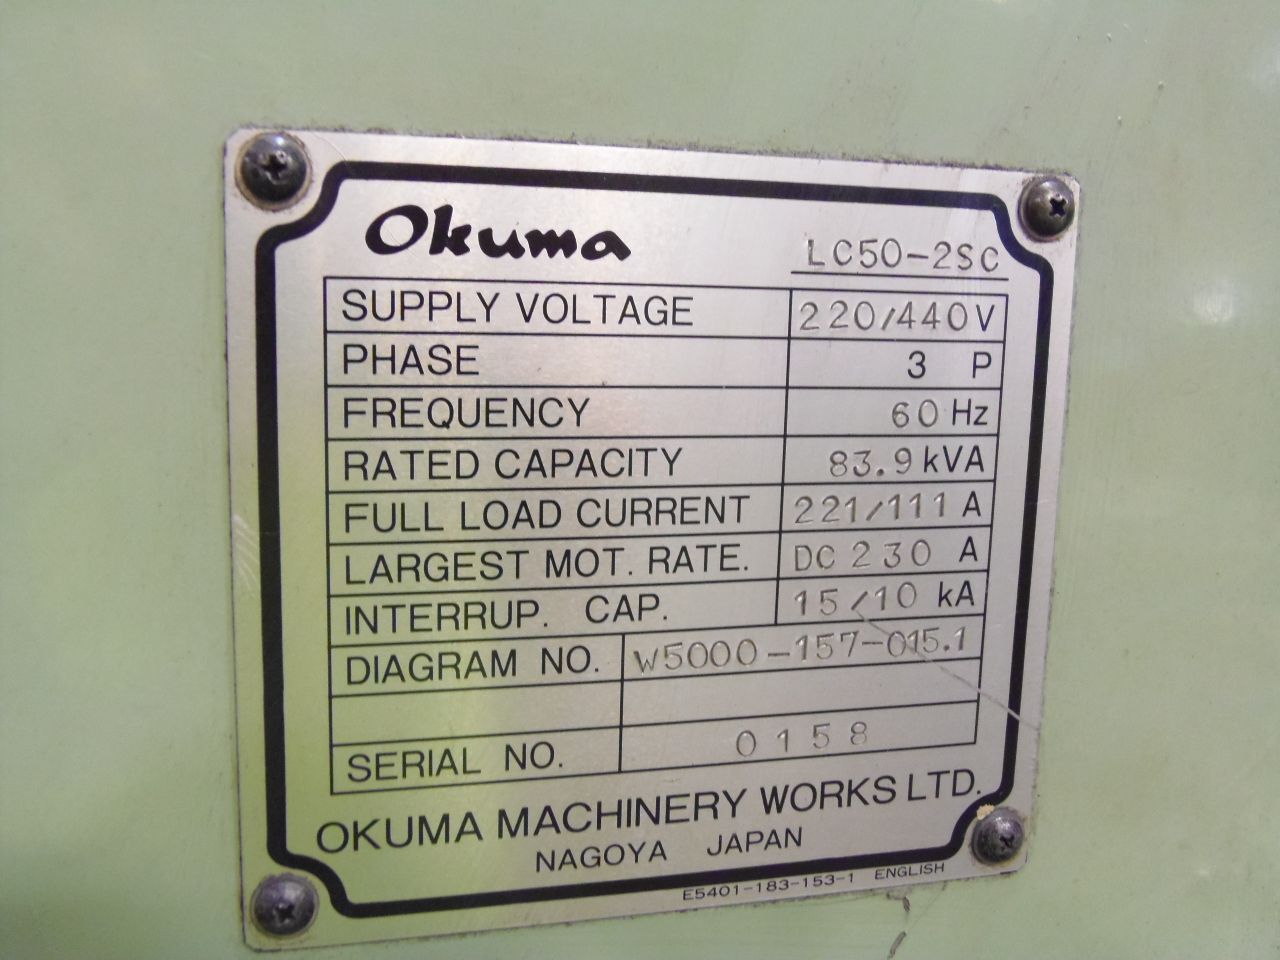 Okuma LC50-2SC
SUPPLY VOLTAGE 220/440 V
PHASE 3 P
FREQUENCY 60 Hz
RATED CAPACITY 83.9 kVA
FULL LOAD CURRENT 221/111 A
LARGEST MOT. RATE. DC 230 A
INTERRUP. CAP. 15/10 kA
DIAGRAM NO. W5000-157-015.1
SERIAL NO. 0158
OKUMA MACHINERY WORKS LTD.
NAGOYA JAPAN
E5401-183-153-1 ENGLISH